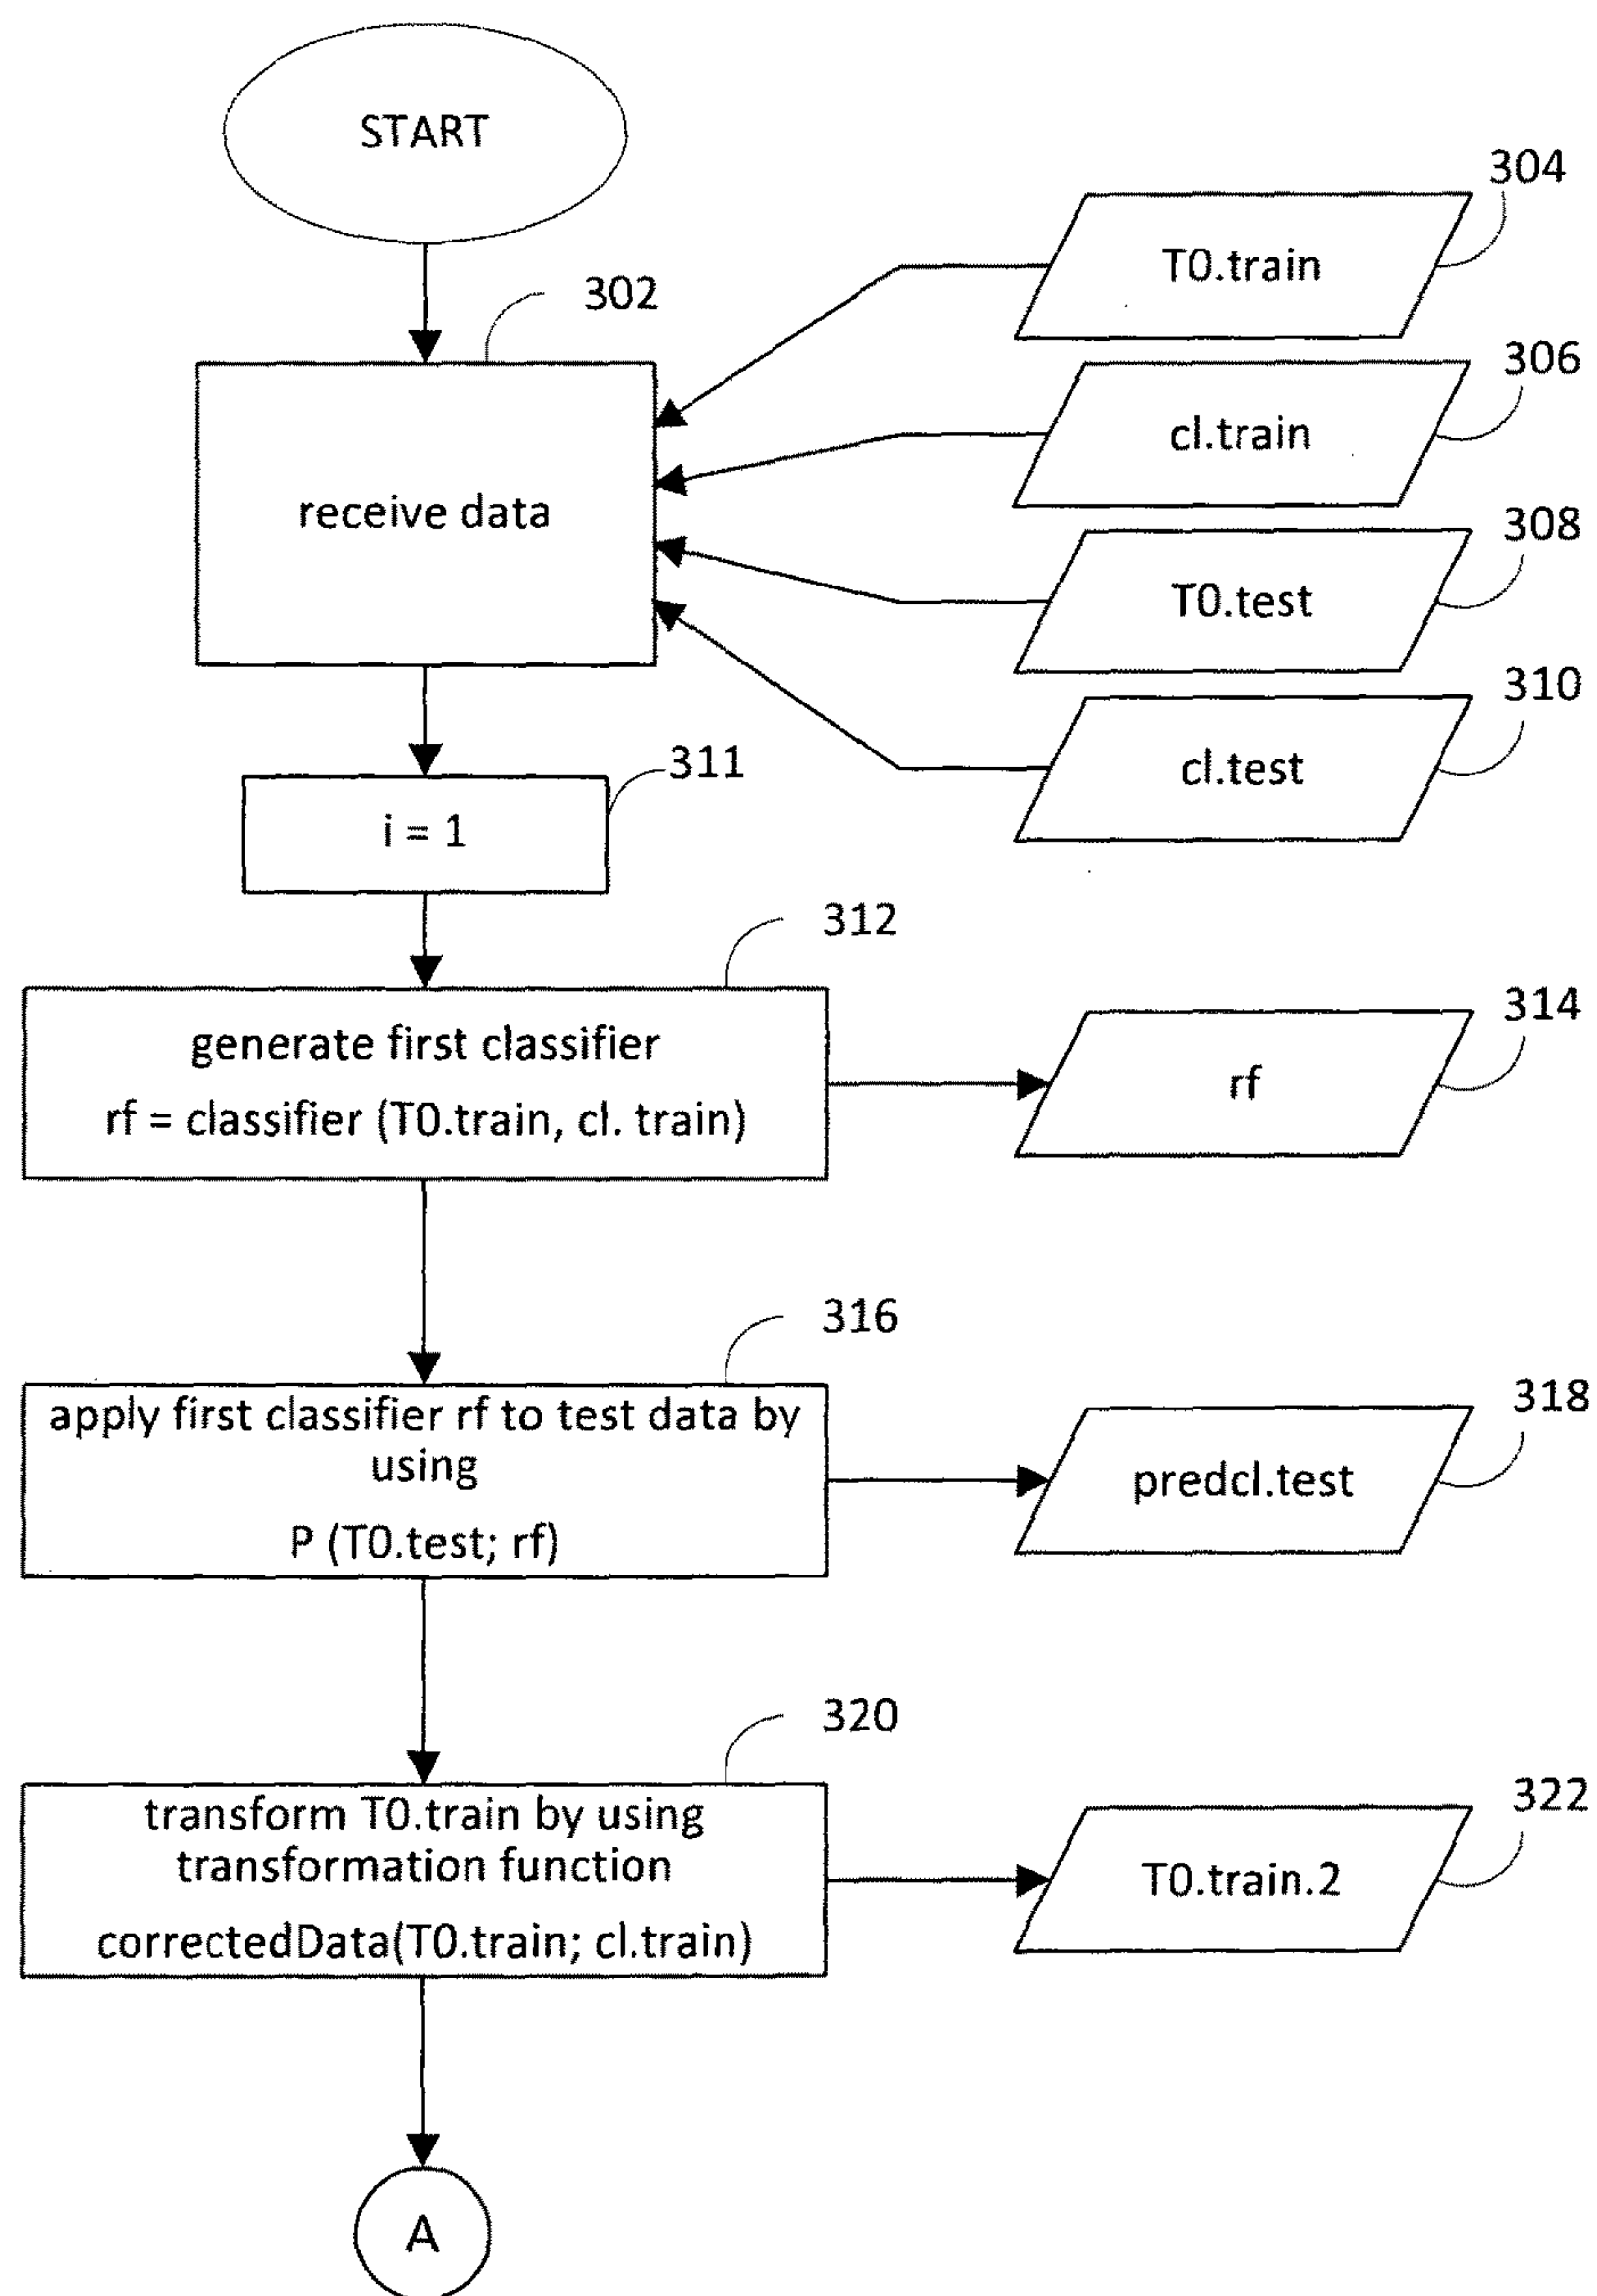 START
304
T0.train
302
306
cl.train
receive data
308
T0.test
310
cl.test
311
i = 1
312
generate first classifier
rf = classifier (T0.train, cl. train)
314
rf
316
apply first classifier rf to test data by
using
P (T0.test; rf)
318
predcl.test
320
transform T0.train by using
transformation function
correctedData(T0.train; cl.train)
322
T0.train.2
A